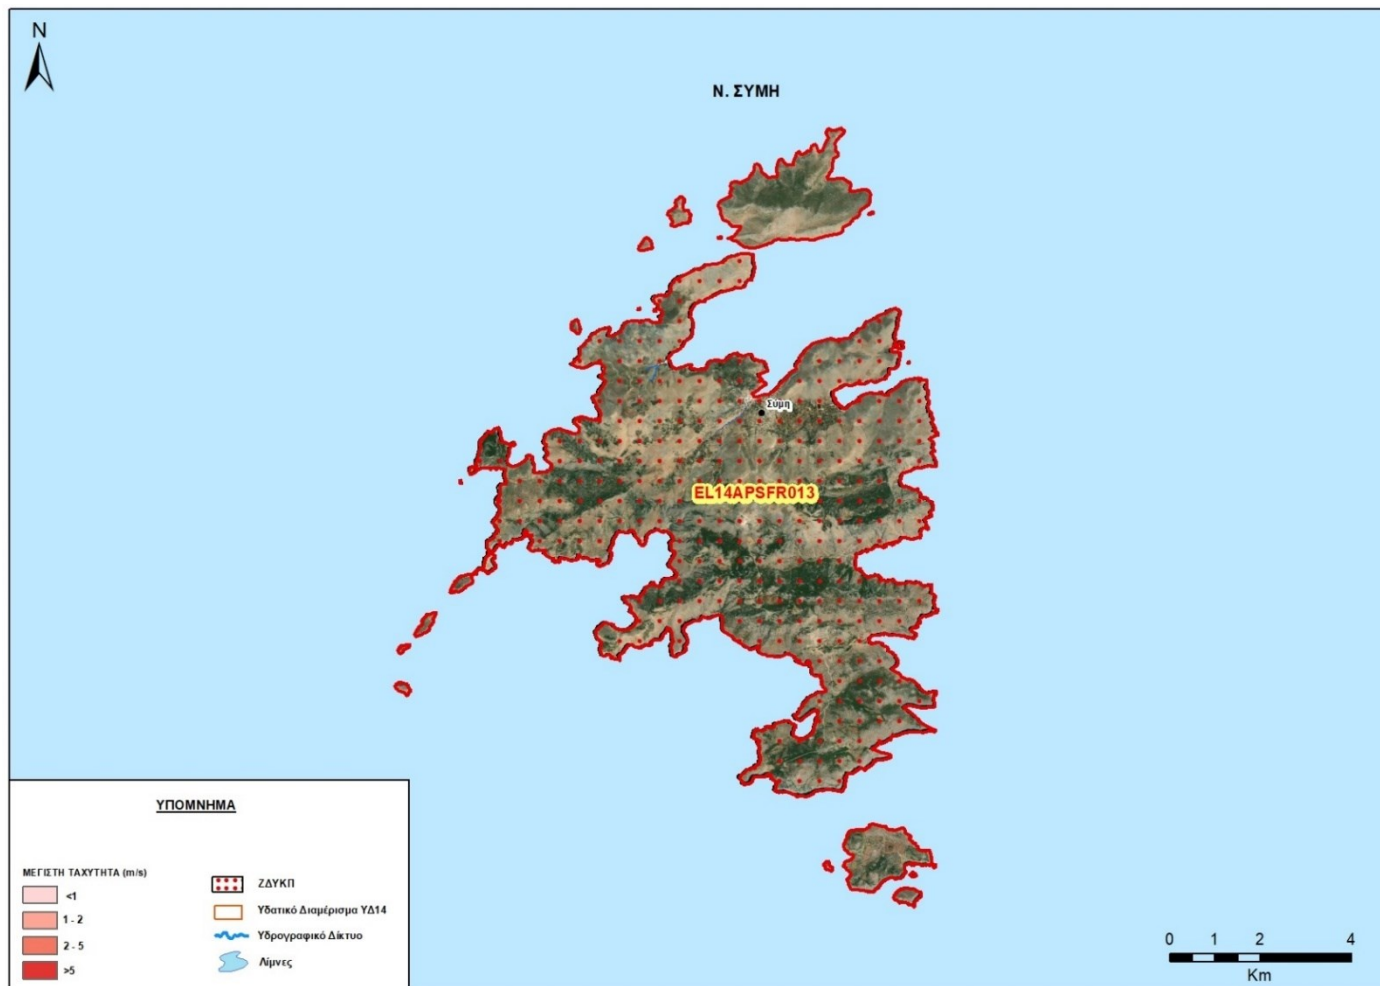 N
Ν. ΣΥΜΗ
Σύμη
EL14APSFR013
ΥΠΟΜΝΗΜΑ
ΜΕΓΙΣΤΗ ΤΑΧΥΤΗΤΑ (m/s)
<1
1 - 2
2 - 5
>5
ΖΔΥΚΠ
Υδατικό Διαμέρισμα ΥΔ14
Υδρογραφικό Δίκτυο
Λίμνες
0 1 2 4
Km